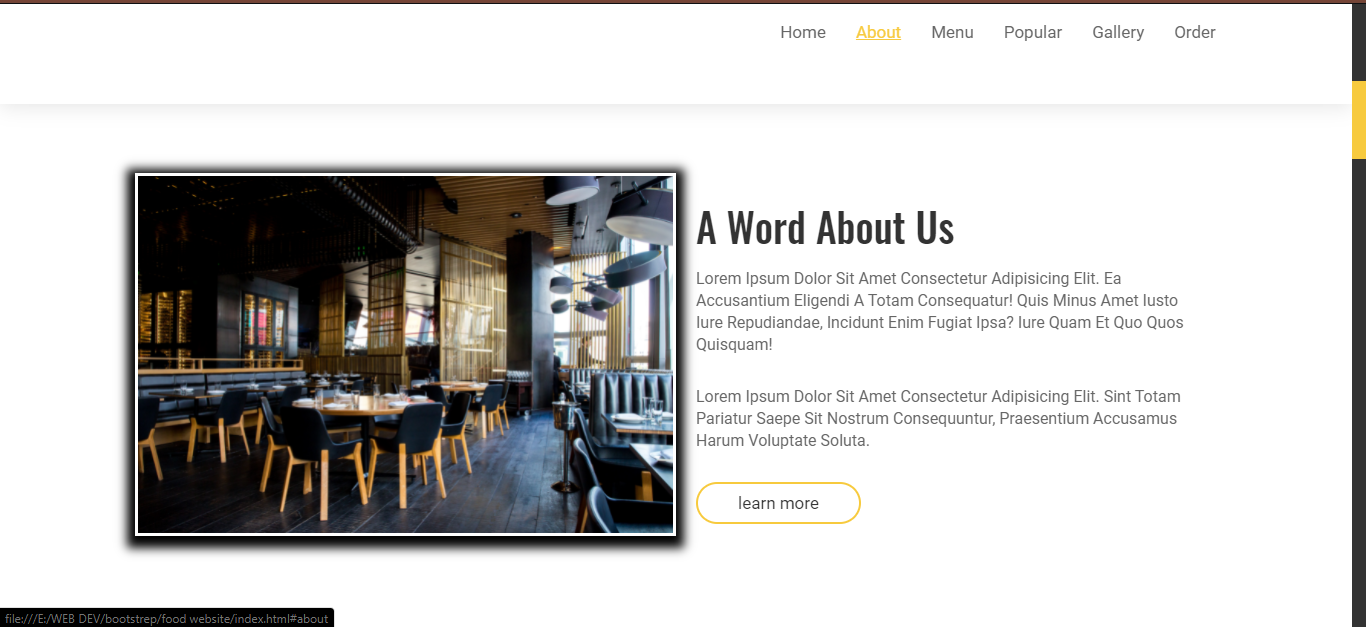 Home About Menu Popular Gallery Order
A Word About Us
Lorem Ipsum Dolor Sit Amet Consectetur Adipisicing Elit. Ea
Accusantium Eligendi A Totam Consequatur! Quis Minus Amet Iusto
Iure Repudiandae, Incidunt Enim Fugiat Ipsa? Iure Quam Et Quo Quos
Quisquam!
Lorem Ipsum Dolor Sit Amet Consectetur Adipisicing Elit. Sint Totam
Pariatur Saepe Sit Nostrum Consequuntur, Praesentium Accusamus
Harum Voluptate Soluta.
learn more
file:///E:/WEB DEV/bootstrep/food website/index.html#about